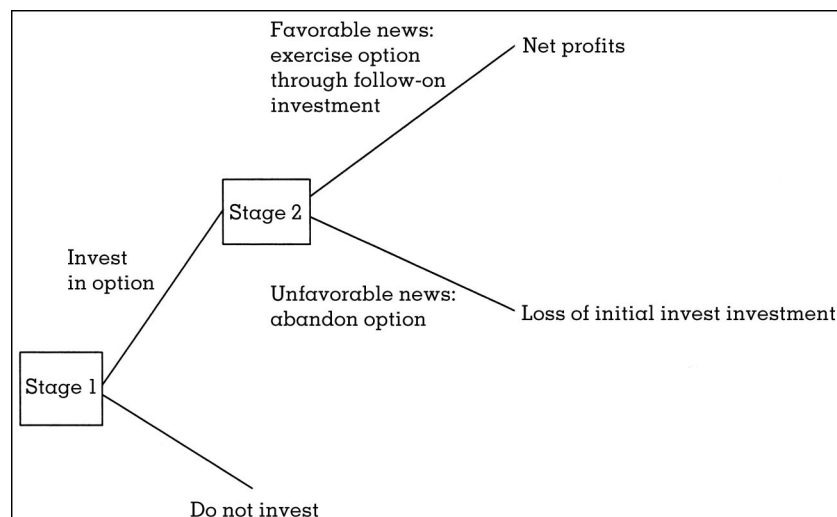 Favorable news:
exercise option
through follow-on
investment
Net profits
Stage 2
Invest
in option
Unfavorable news:
abandon option
Loss of initial invest investment
Stage 1
Do not invest